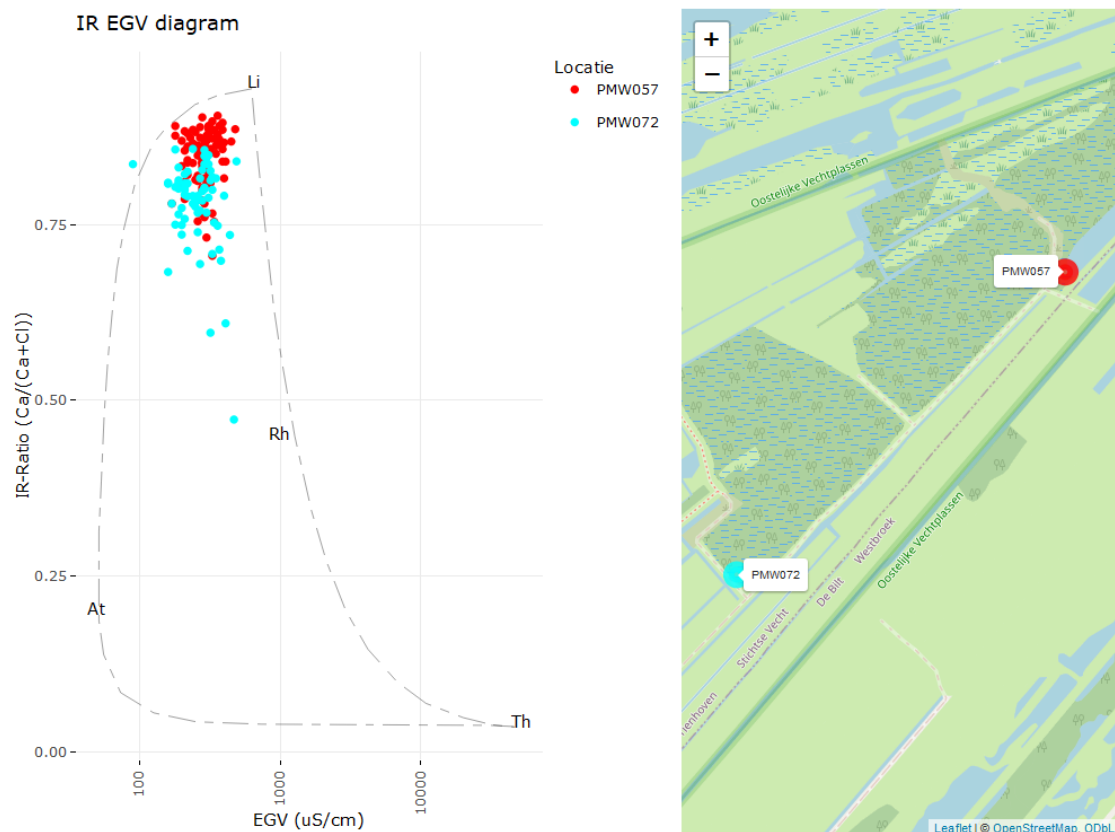 IR EGV diagram
Li
Rh
At
Th
0.75
0.50
0.25
0.00
IR-Ratio (Ca/(Ca+Cl))
100
1000
10000
EGV (uS/cm)
Locatie
PMW057
PMW072
+
−
Oostelijke Vechtplassen
PMW057
PMW072
Westbroek
De Bilt
Stichtse Vecht
Oostelijke Vechtplassen
ienhoven
Leaflet | © OpenStreetMap, ODbL